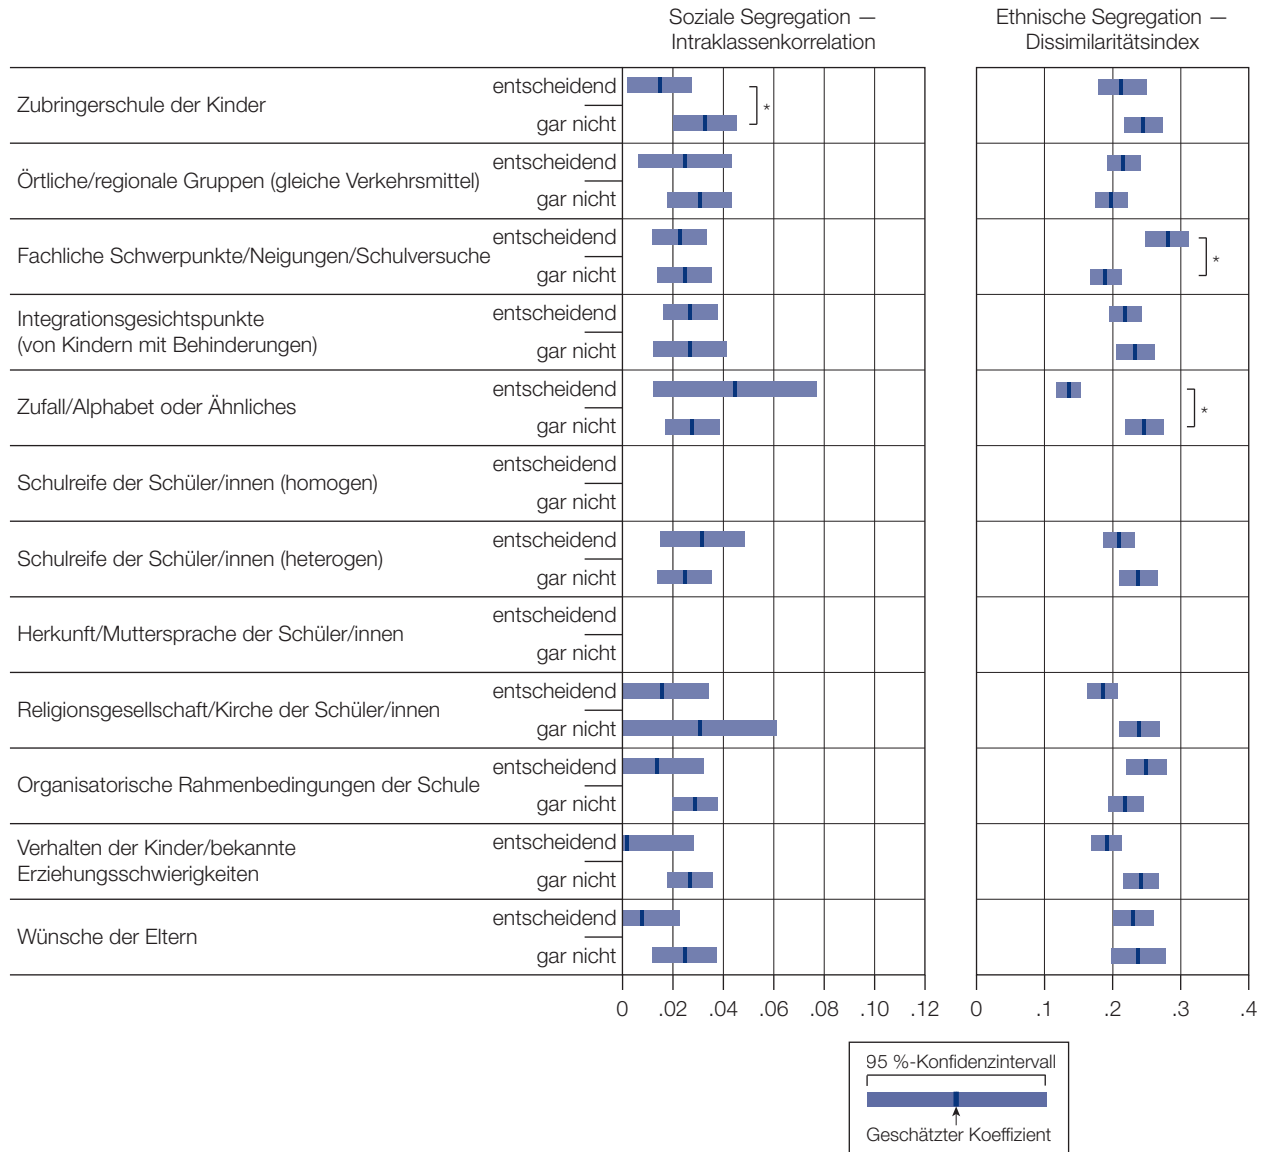 Soziale Segregation —
Intraklassenkorrelation
Ethnische Segregation —
Dissimilaritätsindex
Zubringerschule der Kinder
entscheidend
gar nicht
*
Örtliche/regionale Gruppen (gleiche Verkehrsmittel)
entscheidend
gar nicht
Fachliche Schwerpunkte/Neigungen/Schulversuche
entscheidend
gar nicht
*
Integrationsgesichtspunkte
(von Kindern mit Behinderungen)
entscheidend
gar nicht
Zufall/Alphabet oder Ähnliches
entscheidend
gar nicht
*
Schulreife der Schüler/innen (homogen)
entscheidend
gar nicht
Schulreife der Schüler/innen (heterogen)
entscheidend
gar nicht
Herkunft/Muttersprache der Schüler/innen
entscheidend
gar nicht
Religionsgesellschaft/Kirche der Schüler/innen
entscheidend
gar nicht
Organisatorische Rahmenbedingungen der Schule
entscheidend
gar nicht
Verhalten der Kinder/bekannte
Erziehungsschwierigkeiten
entscheidend
gar nicht
Wünsche der Eltern
entscheidend
gar nicht
0 .02 .04 .06 .08 .10 .12
0 .1 .2 .3 .4
95 %-Konfidenzintervall
Geschätzter Koeffizient